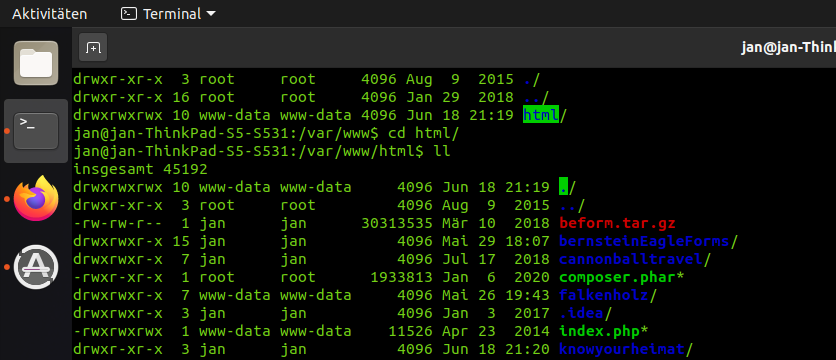 Aktivitäten Terminal
jan@jan-Think
drwxr-xr-x 3 root root 4096 Aug 9 2015 ./
drwxr-xr-x 16 root root 4096 Jan 29 2018 ../
drwxrwxrwx 10 www-data www-data 4096 Jun 18 21:19 html/
jan@jan-ThinkPad-S5-S531:/var/www$ cd html/
jan@jan-ThinkPad-S5-S531:/var/www/html$ ll
insgesamt 45192
drwxrwxrwx 10 www-data www-data 4096 Jun 18 21:19 ./
drwxr-xr-x 3 root root 4096 Aug 9 2015 ../
-rw-rw-r-- 1 jan jan 30313535 Mär 10 2018 beform.tar.gz
drwxrwxr-x 15 jan jan 4096 Mai 29 18:07 bernsteinEagleForms/
drwxrwxr-x 7 jan jan 4096 Jul 17 2018 cannonballtravel/
-rwxr-xr-x 1 root root 1933813 Jan 6 2020 composer.phar*
drwxrwxr-x 7 www-data www-data 4096 Mai 26 19:43 falkenholz/
drwxrwxr-x 3 jan jan 4096 Jan 3 2017 .idea/
-rwxrwxrwx 1 www-data www-data 11526 Apr 23 2014 index.php*
drwxr-xr-x 3 jan jan 4096 Jun 18 21:20 knowyourheimat/